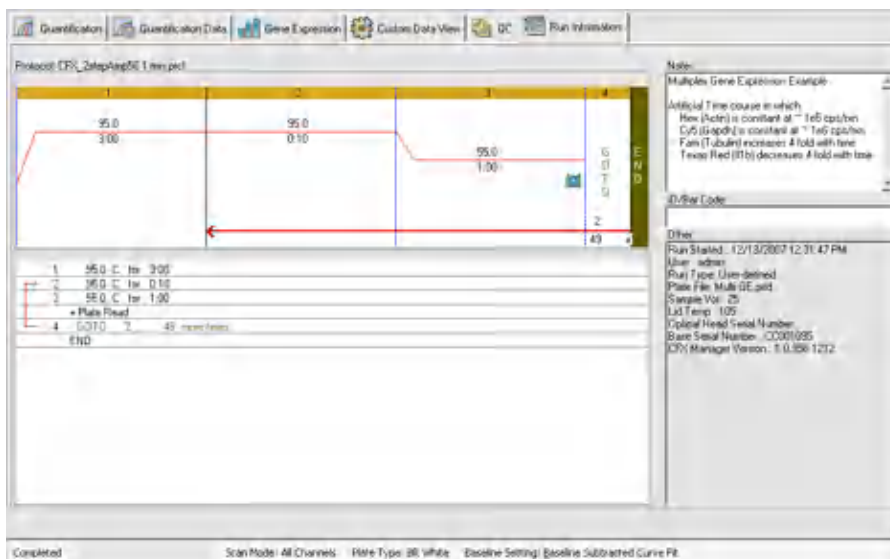 Quantification
Quantification Data
Gene Expression
Custom Data View
QC
Run Information
Protocol: CFX_2stepAmp
1 2 3 4
95.0
3:00
95.0
0:10
55.0
1:00
GOTO
2
49
END
1 95.0 C for 3:00
2 95.0 C for 0:10
3 55.0 C for 1:00
+ Plate Read
4 GOTO 2 49 more times
END
Notes
Multiplex Gene Expression Example
Artificial Time course in which
Hex (Actin) is constant at ~ 1e6 cps/rxn
Cy5 (Gapdh) is constant at ~ 1e6 cps/rxn
Fam (Tubulin) increases 4 fold with time
Texas Red (Il1b) decreases 4 fold with time
ID/Bar Code
Other
Run Started : 12/13/2007 12:31:47 PM
User : admin
Run Type: User-defined
Plate File: Multi GE.pltd
Sample Vol: 25
Lid Temp: 105
Optical Head Serial Number:
Base Serial Number: CC001095
CFX Manager Version: 1.0.1212
Completed
Scan Mode: All Channels Plate Type: BR White Baseline Setting: Baseline Subtracted Curve Fit